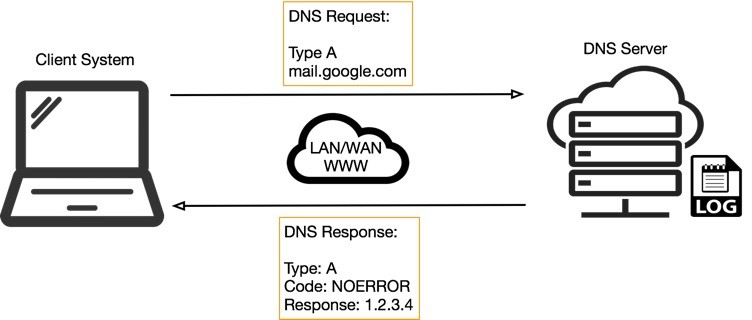 DNS Request:
Type A
mail.google.com
Client System
DNS Server
LAN/WAN
WWW
LOG
DNS Response:
Type: A
Code: NOERROR
Response: 1.2.3.4